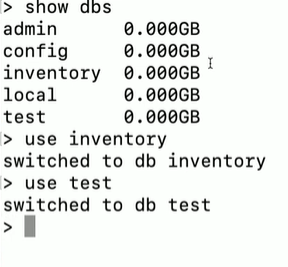 > show dbs
admin       0.000GB
config      0.000GB
inventory  0.000GB
local       0.000GB
test        0.000GB
> use inventory
switched to db inventory
> use test
switched to db test
>